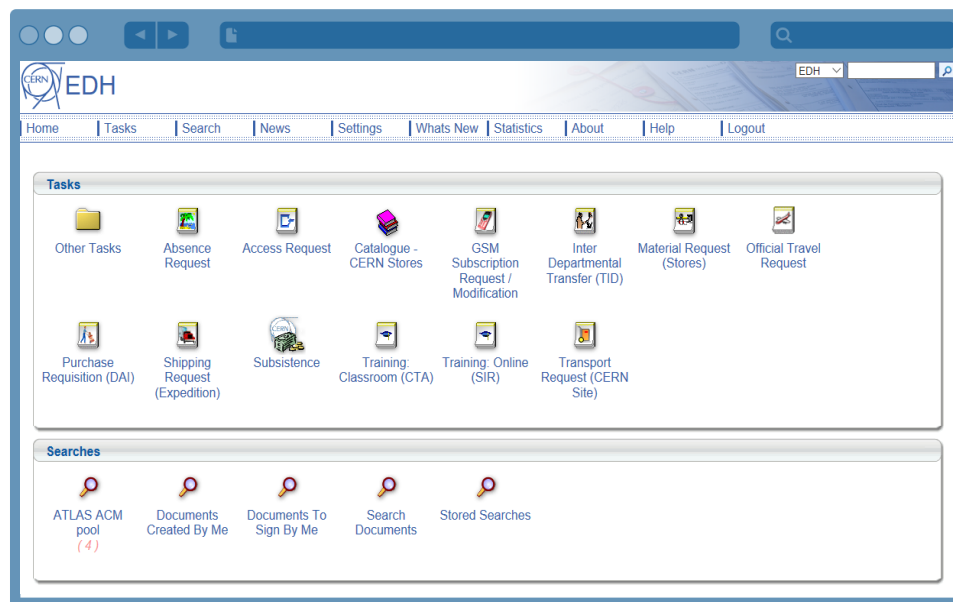 CERN EDH
EDH
Home Tasks Search News Settings Whats New Statistics About Help Logout
Tasks
Other Tasks
Absence
Request
Access Request
Catalogue -
CERN Stores
GSM
Subscription
Request /
Modification
Inter
Departmental
Transfer (TID)
Material Request
(Stores)
Official Travel
Request
Purchase
Requisition (DAI)
Shipping
Request
(Expedition)
CERN
Subsistence
Training:
Classroom (CTA)
Training: Online
(SIR)
Transport
Request (CERN
Site)
Searches
ATLAS ACM
pool
( 4 )
Documents
Created By Me
Documents To
Sign By Me
Search
Documents
Stored Searches